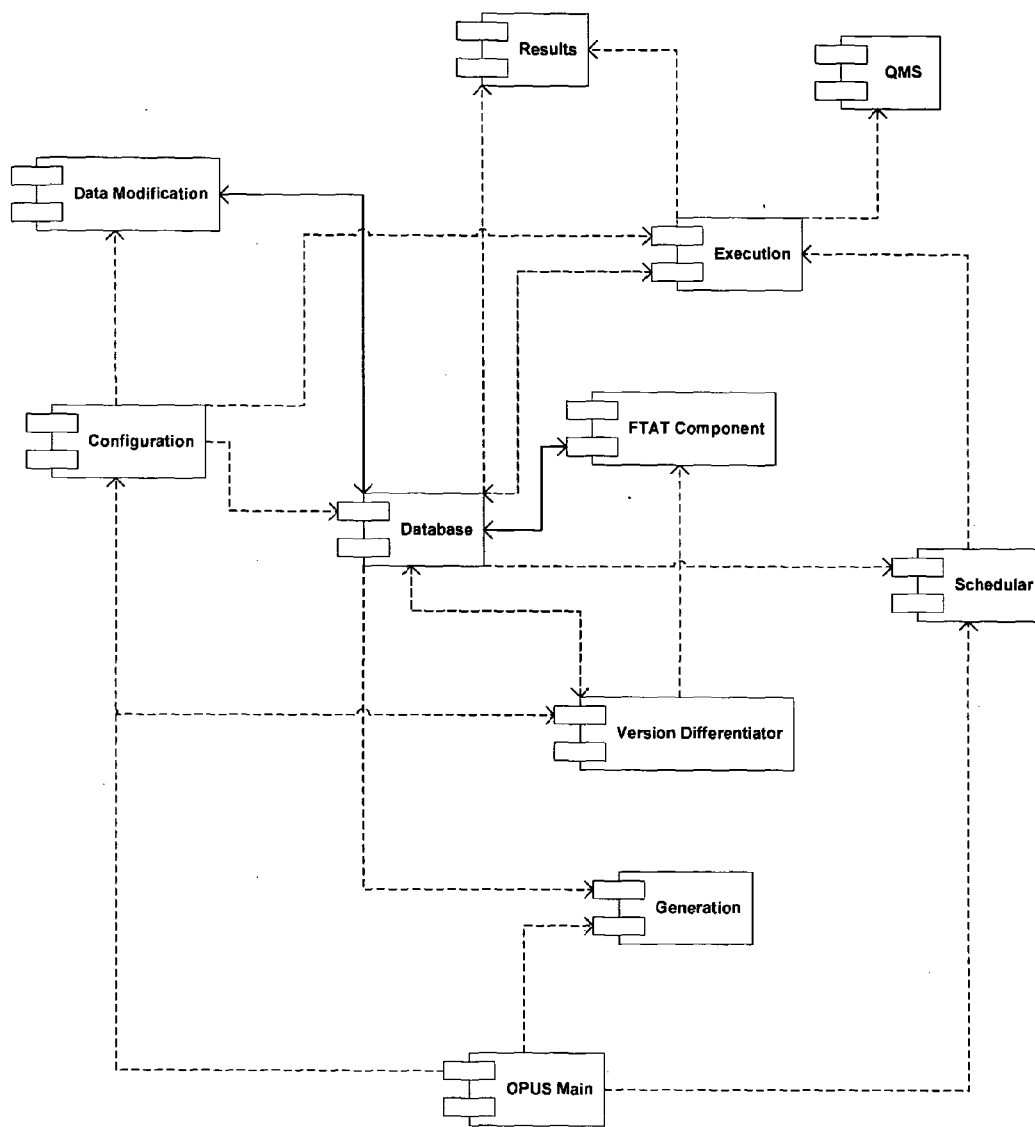 Results
QMS
Data Modification
Execution
FTAT Component
Configuration
Database
Schedular
Version Differentiator
Generation
OPUS Main